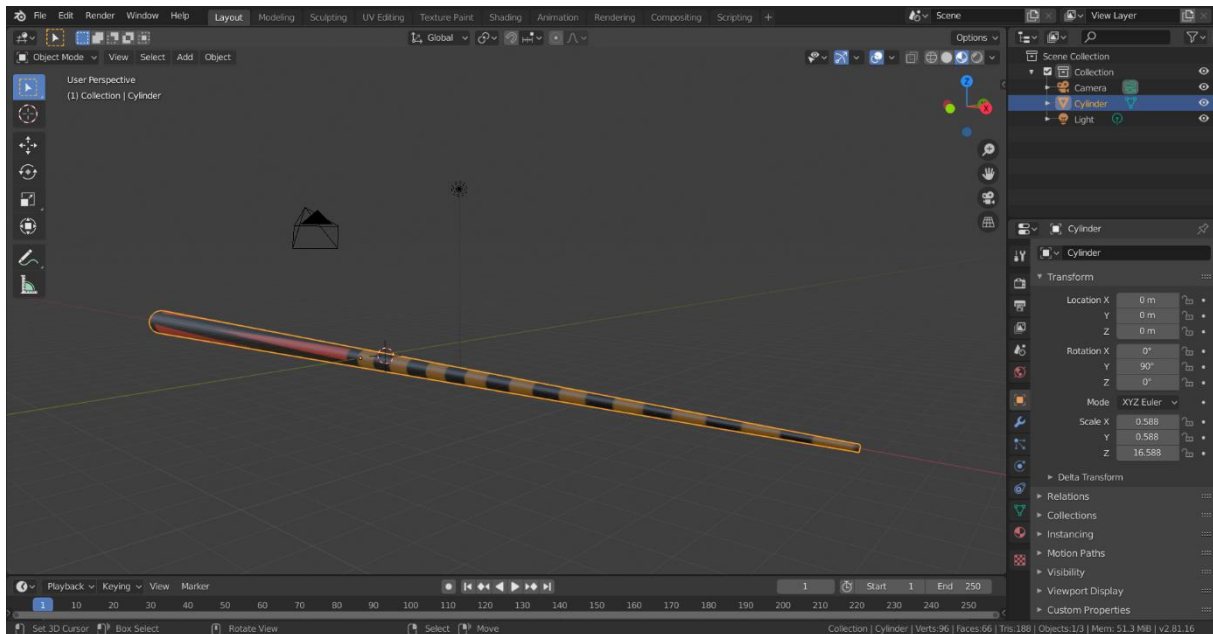 File Edit Render Window Help Layout Modeling Sculpting UV Editing Texture Paint Shading Animation Rendering Compositing Scripting + Scene View Layer
Global Options
Object Mode View Select Add Object
User Perspective
(1) Collection | Cylinder
Z
X
Scene Collection
Collection
Camera
Cylinder
Light
Cylinder
Cylinder
Transform
Location X 0 m
Y 0 m
Z 0 m
Rotation X 0°
Y 90°
Z 0°
Mode XYZ Euler
Scale X 0.588
Y 0.588
Z 16.588
Delta Transform
Relations
Collections
Instancing
Motion Paths
Visibility
Viewport Display
Custom Properties
Playback Keying View Marker 1 Start 1 End 250
1 10 20 30 40 50 60 70 80 90 100 110 120 130 140 150 160 170 180 190 200 210 220 230 240 250
Set 3D Cursor Box Select Rotate View Select Move Collection | Cylinder | Verts:96 | Faces:66 | Tris:188 | Objects:1/3 | Mem: 51.3 MiB | v2.81.16